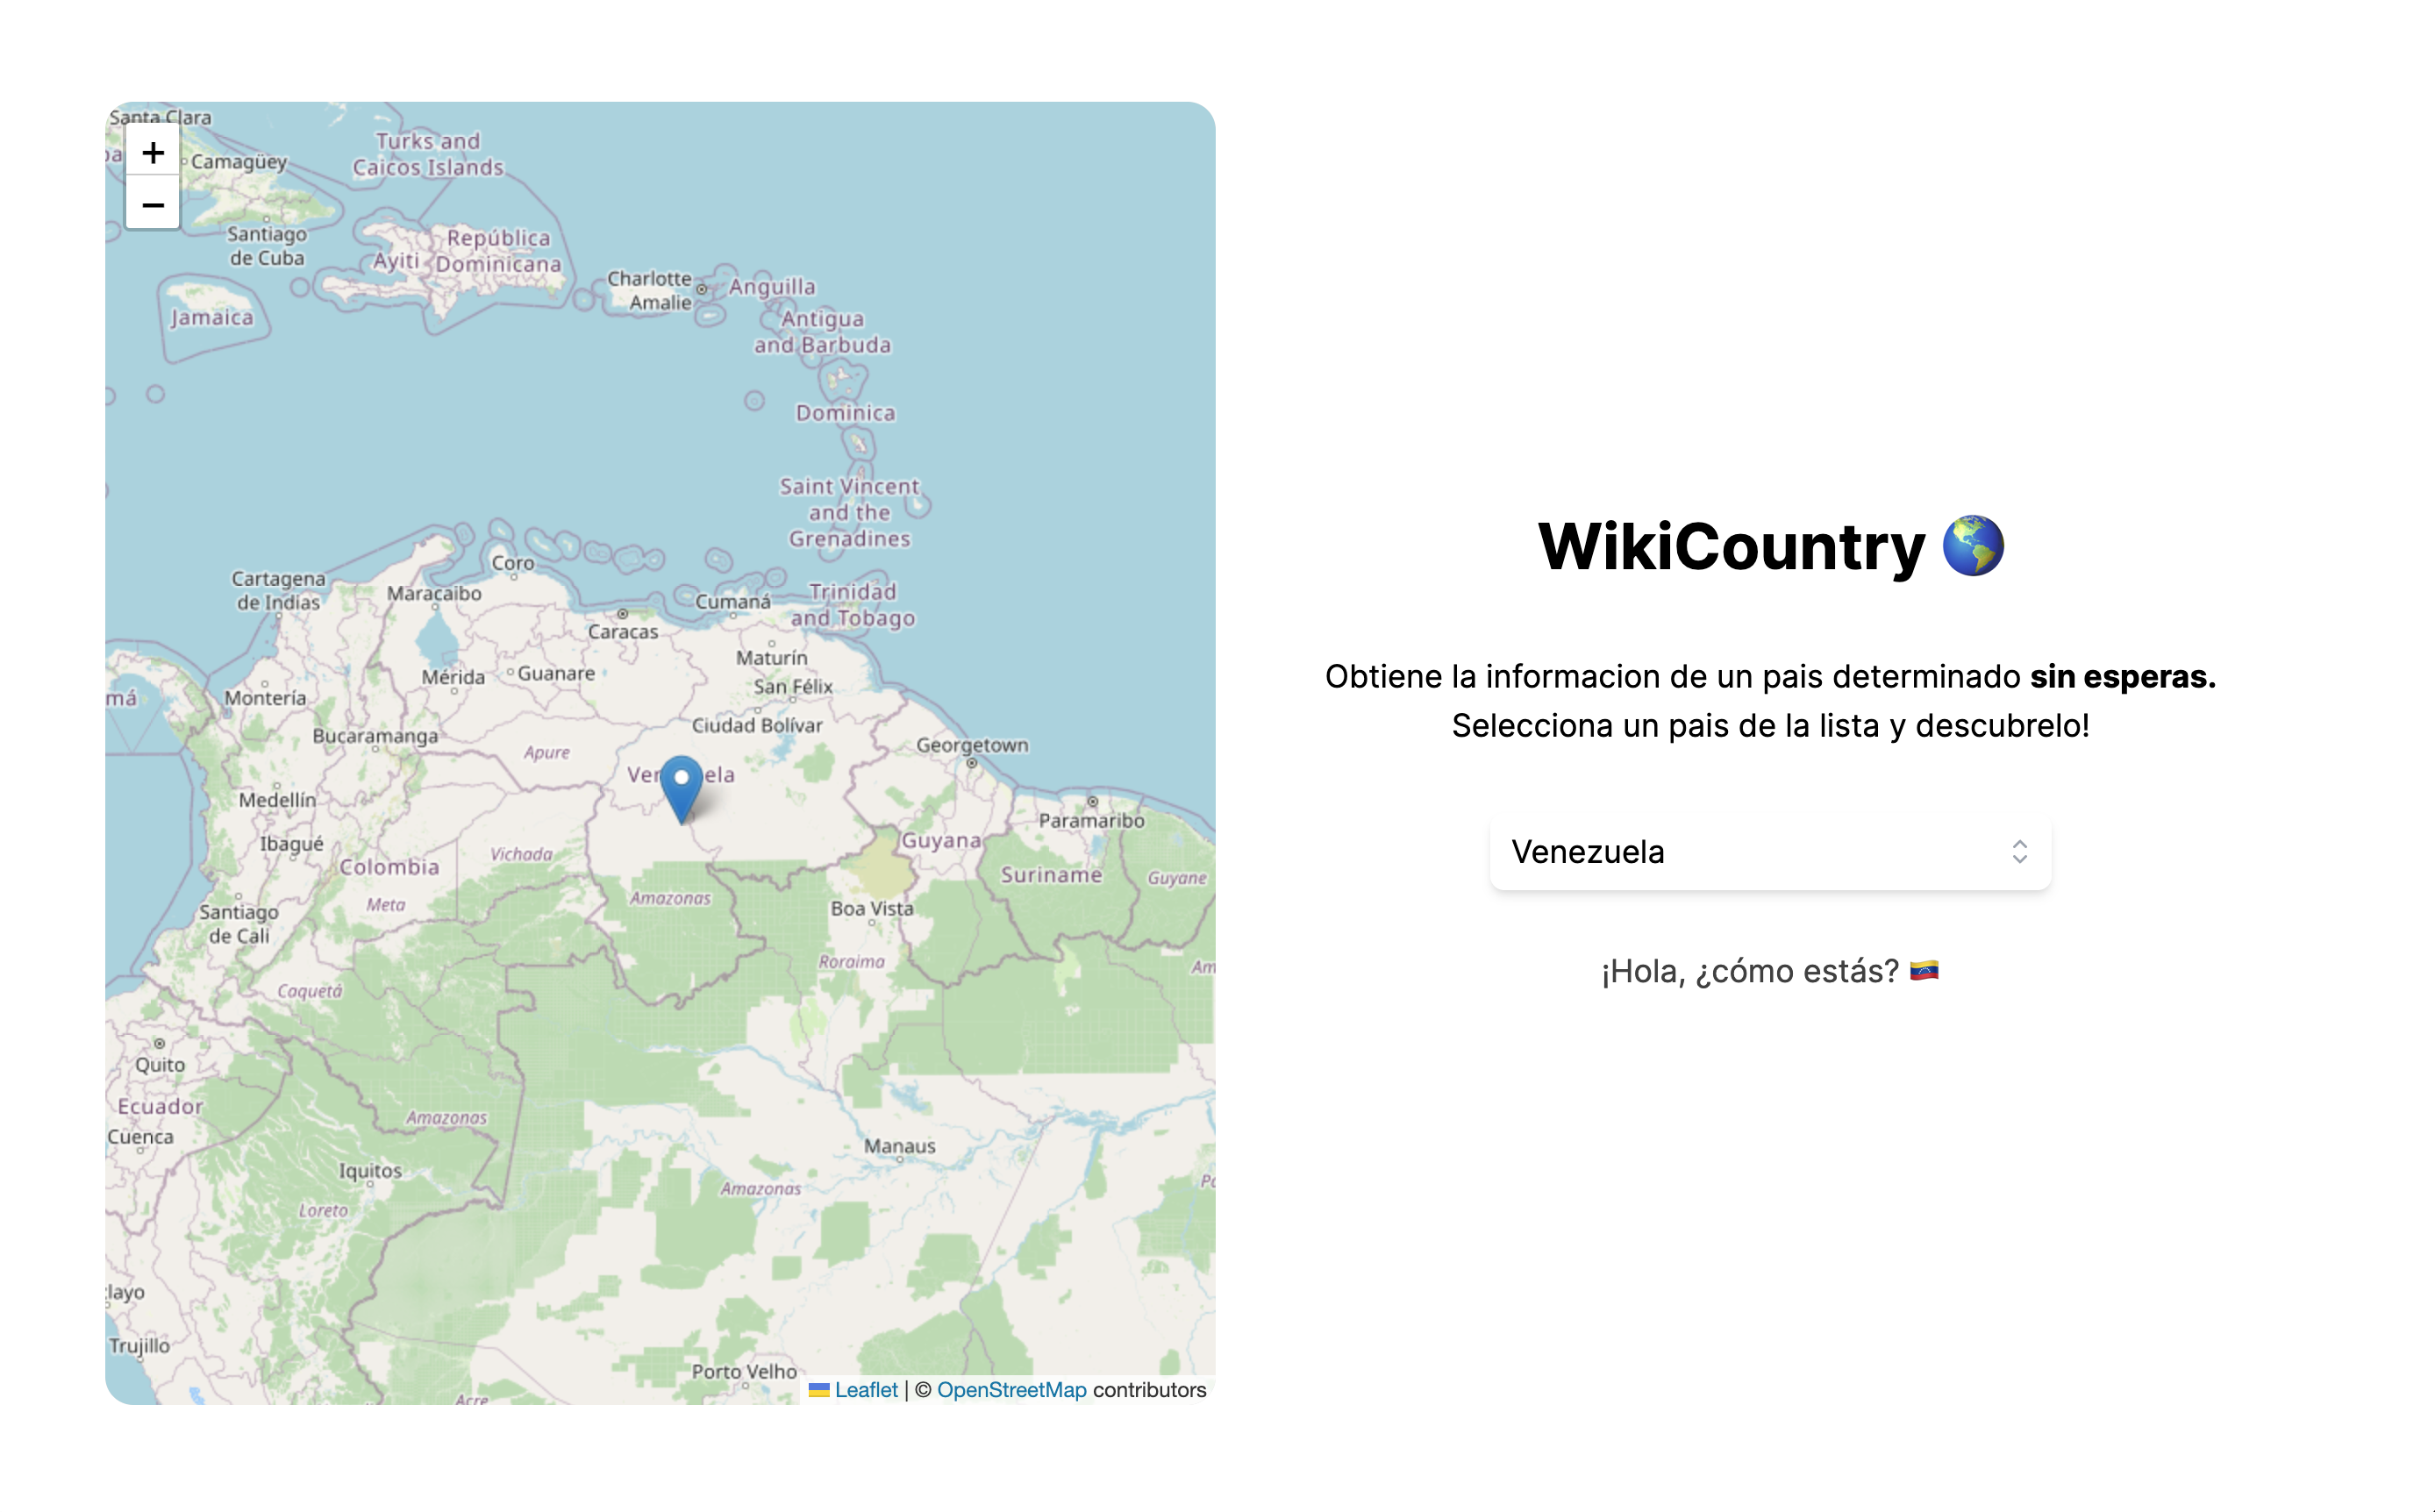 Santa Clara
+
Camagüey
−
Turks and
Caicos Islands
Santiago
de Cuba
República
Dominicana
Ayiti
Jamaica
Charlotte
Amalie
Anguilla
Antigua
and Barbuda
Dominica
Saint Vincent
and the
Grenadines
Trinidad
and Tobago
Cartagena
de Indias
Coro
Maracaibo
Cumaná
Caracas
Maturín
Mérida
Guanare
San Félix
má
Montería
Ciudad Bolívar
Bucaramanga
Apure
Georgetown
Ver
ela
Medellín
Paramaribo
Ibagué
Guyana
Vichada
Colombia
Suriname
Guyane
Amazonas
Meta
Boa Vista
Santiago
de Cali
Roraima
Am
Caquetá
Quito
Ecuador
Amazonas
Cuenca
Manaus
Iquitos
Amazonas
Loreto
layo
Trujillo
Porto Velho
Acre
Leaflet | © OpenStreetMap contributors
WikiCountry
Obtiene la informacion de un pais determinado sin esperas.
Selecciona un pais de la lista y descubrelo!
Venezuela
¡Hola, ¿cómo estás?